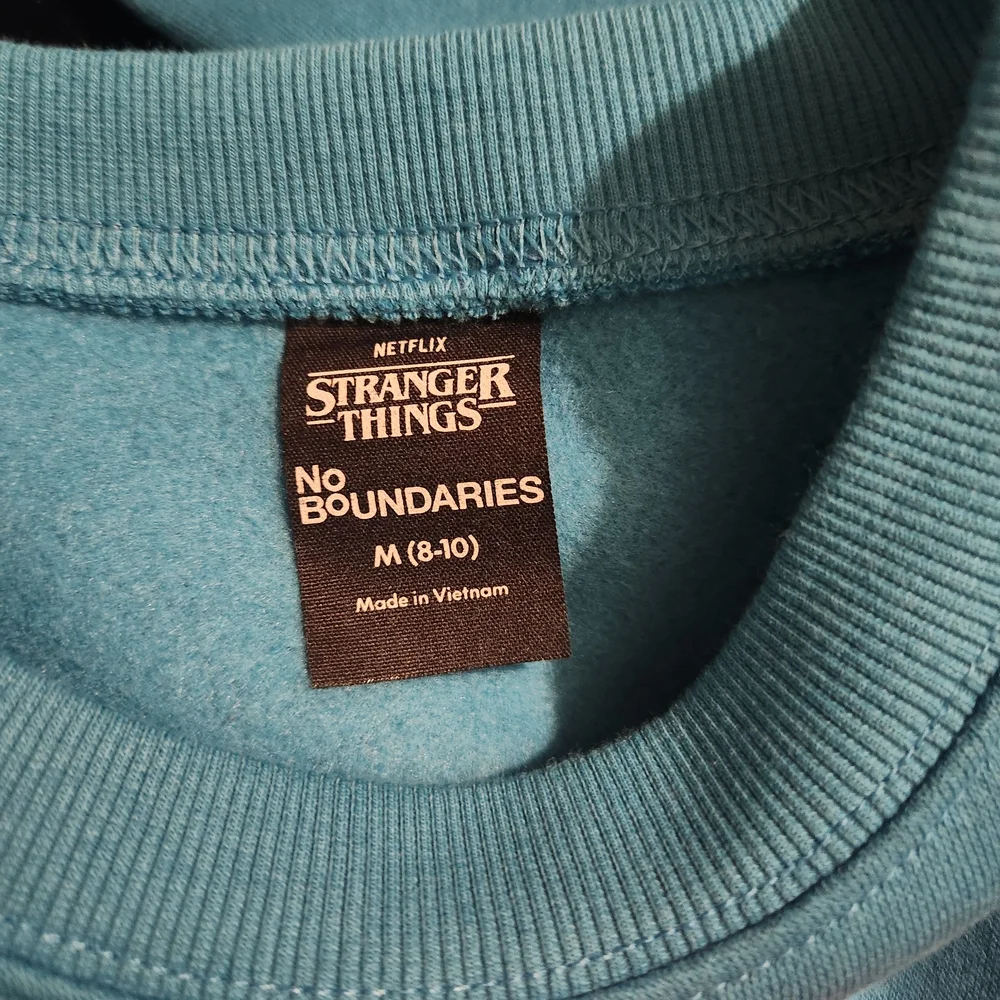 NETFLIX
STRANGER
THINGS
No
BoUNDARIES
M (8-10)
Made in Vietnam